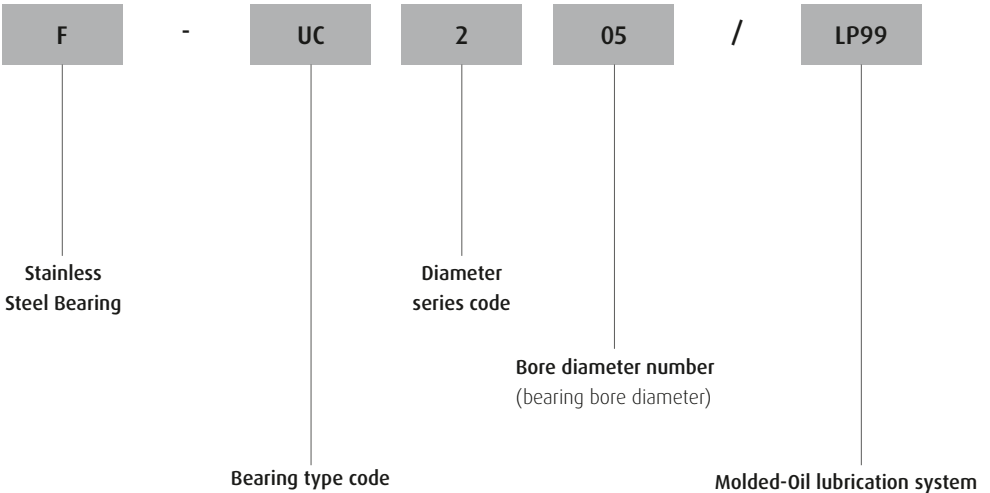 F - UC 2 05 / LP99
Stainless
Steel Bearing
Diameter
series code
Bore diameter number
(bearing bore diameter)
Bearing type code
Molded-Oil lubrication system